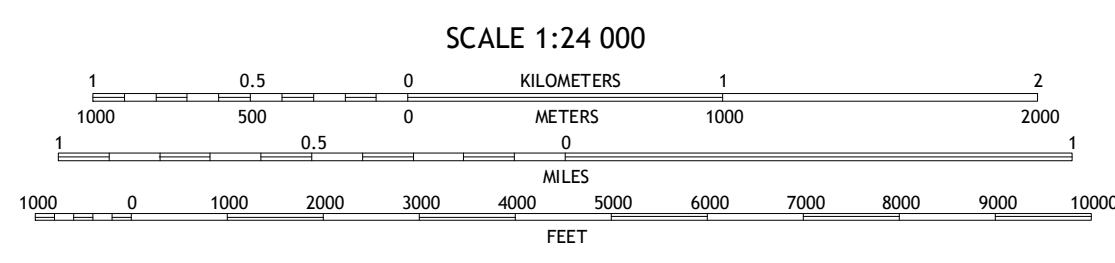 SCALE 1:24 000
1 0.5 0 KILOMETERS 1 2
1000 500 0 METERS 1000 2000
1 0.5 0 1
MILES
1000 0 1000 2000 3000 4000 5000 6000 7000 8000 9000 10000
FEET